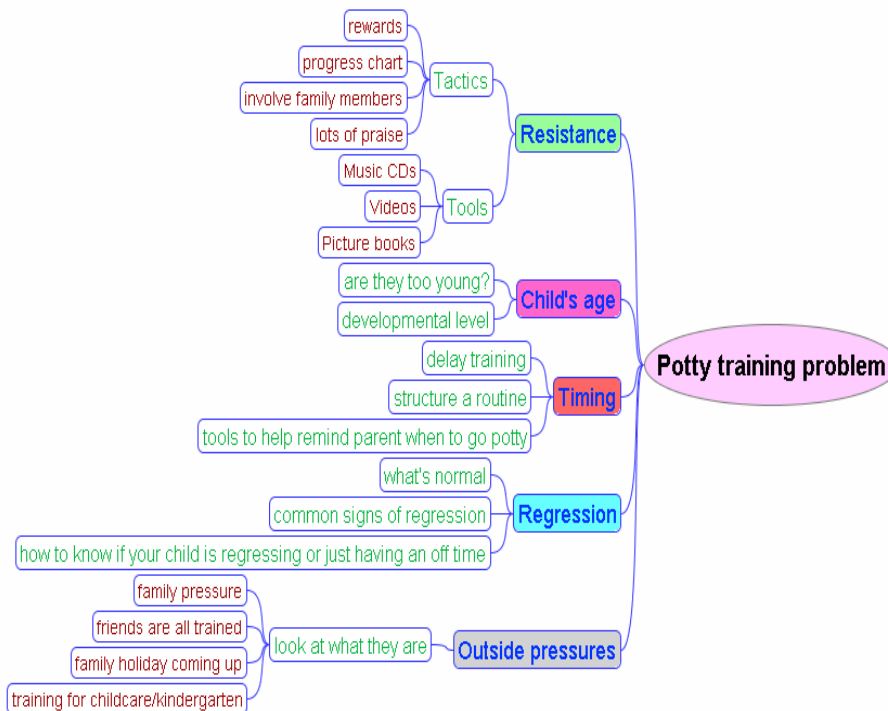 rewards
progress chart
involve family members
lots of praise
Tactics
Music CDs
Videos
Picture books
Tools
Resistance
are they too young?
developmental level
Child's age
delay training
structure a routine
tools to help remind parent when to go potty
Timing
what's normal
common signs of regression
how to know if your child is regressing or just having an off time
Regression
family pressure
friends are all trained
family holiday coming up
training for childcare/kindergarten
look at what they are
Outside pressures
Potty training problem